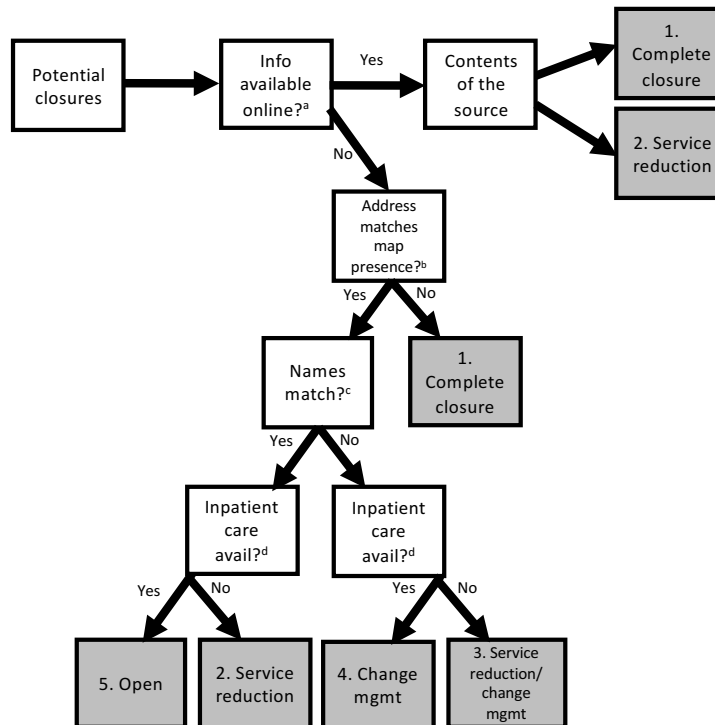 Potential
closures
Info
available
online?ᵃ
Yes
Contents
of the
source
1.
Complete
closure
2. Service
reduction
No
Address
matches
map
presence?ᵇ
Yes
No
Names
match?ᶜ
1.
Complete
closure
Yes
No
Inpatient
care
avail?ᵈ
Inpatient
care
avail?ᵈ
Yes
No
Yes
No
5. Open
2. Service
reduction
4. Change
mgmt
3. Service
reduction/
change
mgmt